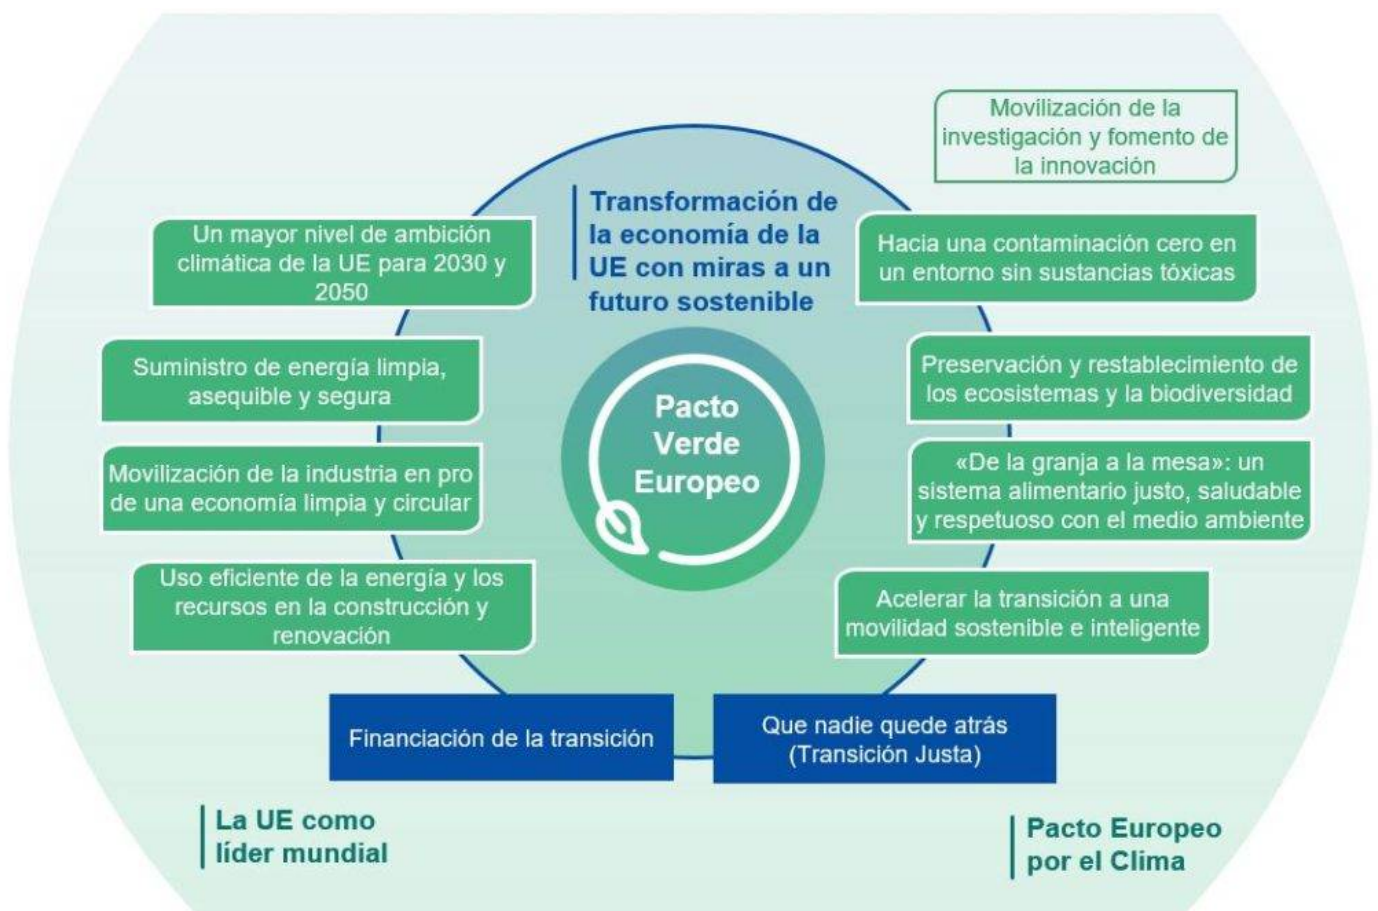 Movilización de la
investigación y fomento de
la innovación
Transformación de
la economía de la
UE con miras a un
futuro sostenible
Un mayor nivel de ambición
climática de la UE para 2030 y
2050
Hacia una contaminación cero en
un entorno sin sustancias tóxicas
Suministro de energía limpia,
asequible y segura
Preservación y restablecimiento de
los ecosistemas y la biodiversidad
Pacto
Verde
Europeo
Movilización de la industria en pro
de una economía limpia y circular
«De la granja a la mesa»: un
sistema alimentario justo, saludable
y respetuoso con el medio ambiente
Uso eficiente de la energía y los
recursos en la construcción y
renovación
Acelerar la transición a una
movilidad sostenible e inteligente
Financiación de la transición
Que nadie quede atrás
(Transición Justa)
La UE como
líder mundial
Pacto Europeo
por el Clima